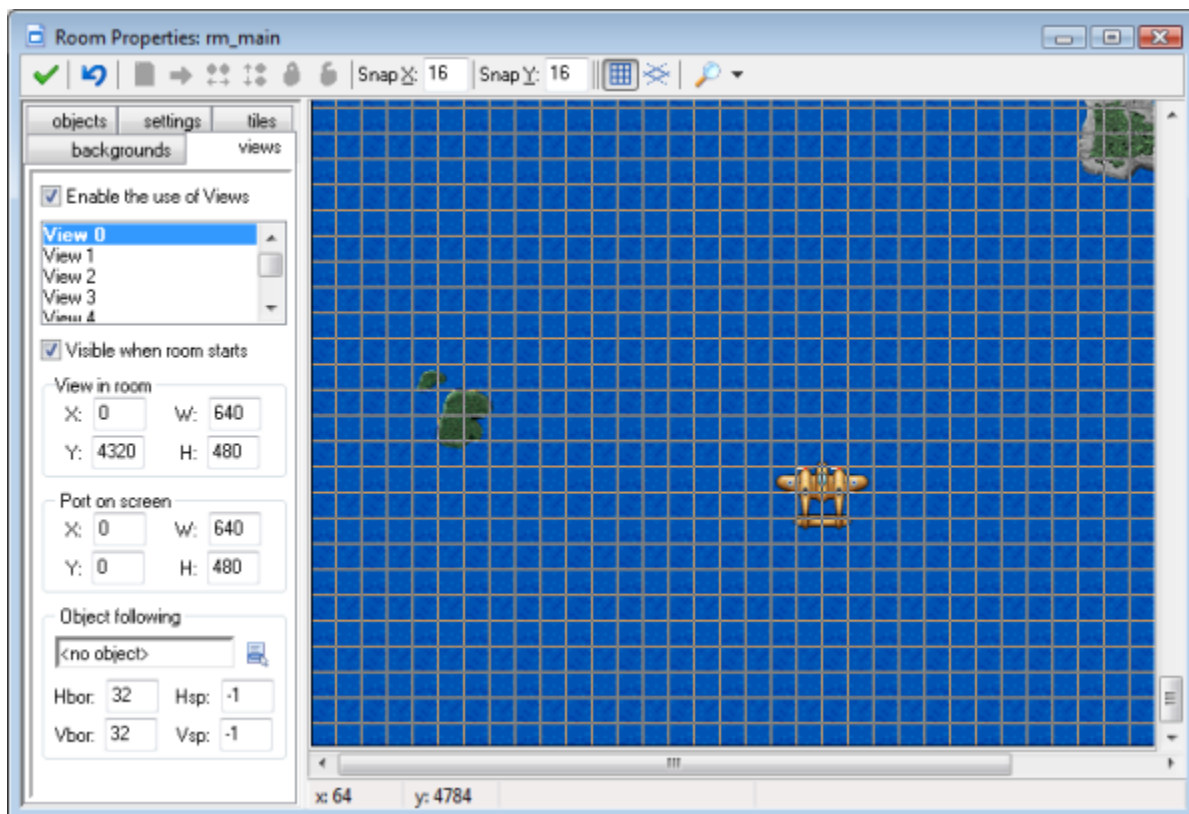 Room Properties: rm_main
Snap X: 16 Snap Y: 16
objects settings tiles
backgrounds views
Enable the use of Views
View 0
View 1
View 2
View 3
View 4
Visible when room starts
View in room
X: 0 W: 640
Y: 4320 H: 480
Port on screen
X: 0 W: 640
Y: 0 H: 480
Object following
<no object>
Hbor: 32 Hsp: -1
Vbor: 32 Vsp: -1
x: 64 y: 4784